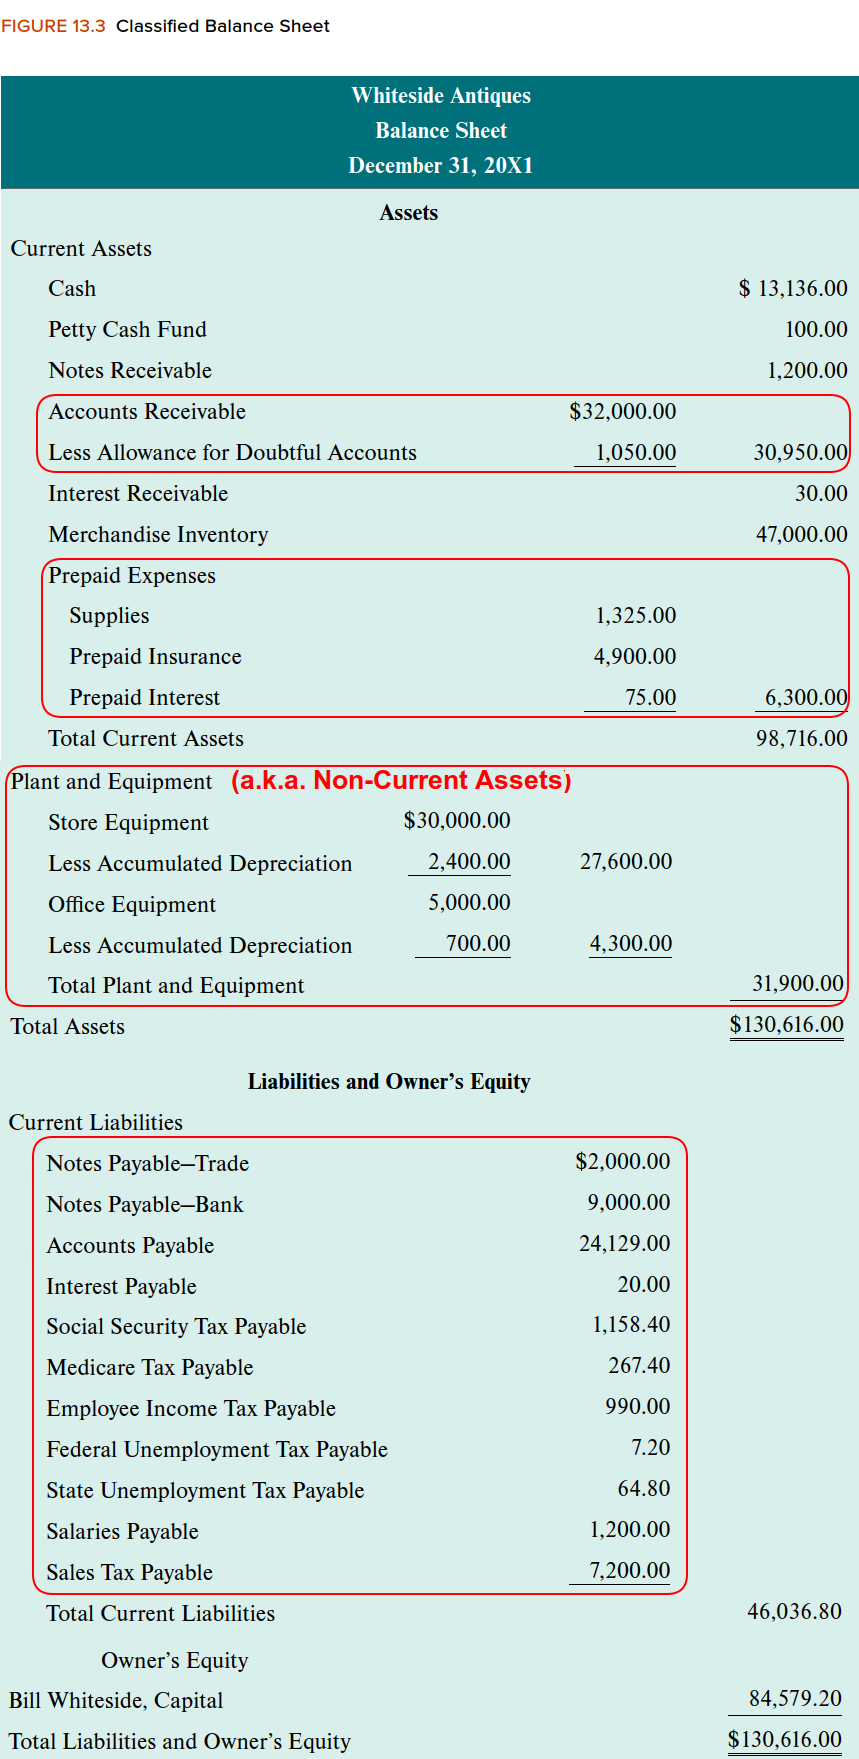 FIGURE 13.3 Classified Balance Sheet
Whiteside Antiques
Balance Sheet
December 31, 20X1
Assets
Current Assets
Cash $ 13,136.00
Petty Cash Fund 100.00
Notes Receivable 1,200.00
Accounts Receivable $32,000.00
Less Allowance for Doubtful Accounts 1,050.00 30,950.00
Interest Receivable 30.00
Merchandise Inventory 47,000.00
Prepaid Expenses
Supplies 1,325.00
Prepaid Insurance 4,900.00
Prepaid Interest 75.00 6,300.00
Total Current Assets 98,716.00
Plant and Equipment (a.k.a. Non-Current Assets)
Store Equipment $30,000.00
Less Accumulated Depreciation 2,400.00 27,600.00
Office Equipment 5,000.00
Less Accumulated Depreciation 700.00 4,300.00
Total Plant and Equipment 31,900.00
Total Assets $130,616.00
Liabilities and Owner’s Equity
Current Liabilities
Notes Payable–Trade $2,000.00
Notes Payable–Bank 9,000.00
Accounts Payable 24,129.00
Interest Payable 20.00
Social Security Tax Payable 1,158.40
Medicare Tax Payable 267.40
Employee Income Tax Payable 990.00
Federal Unemployment Tax Payable 7.20
State Unemployment Tax Payable 64.80
Salaries Payable 1,200.00
Sales Tax Payable 7,200.00
Total Current Liabilities 46,036.80
Owner’s Equity
Bill Whiteside, Capital 84,579.20
Total Liabilities and Owner’s Equity $130,616.00